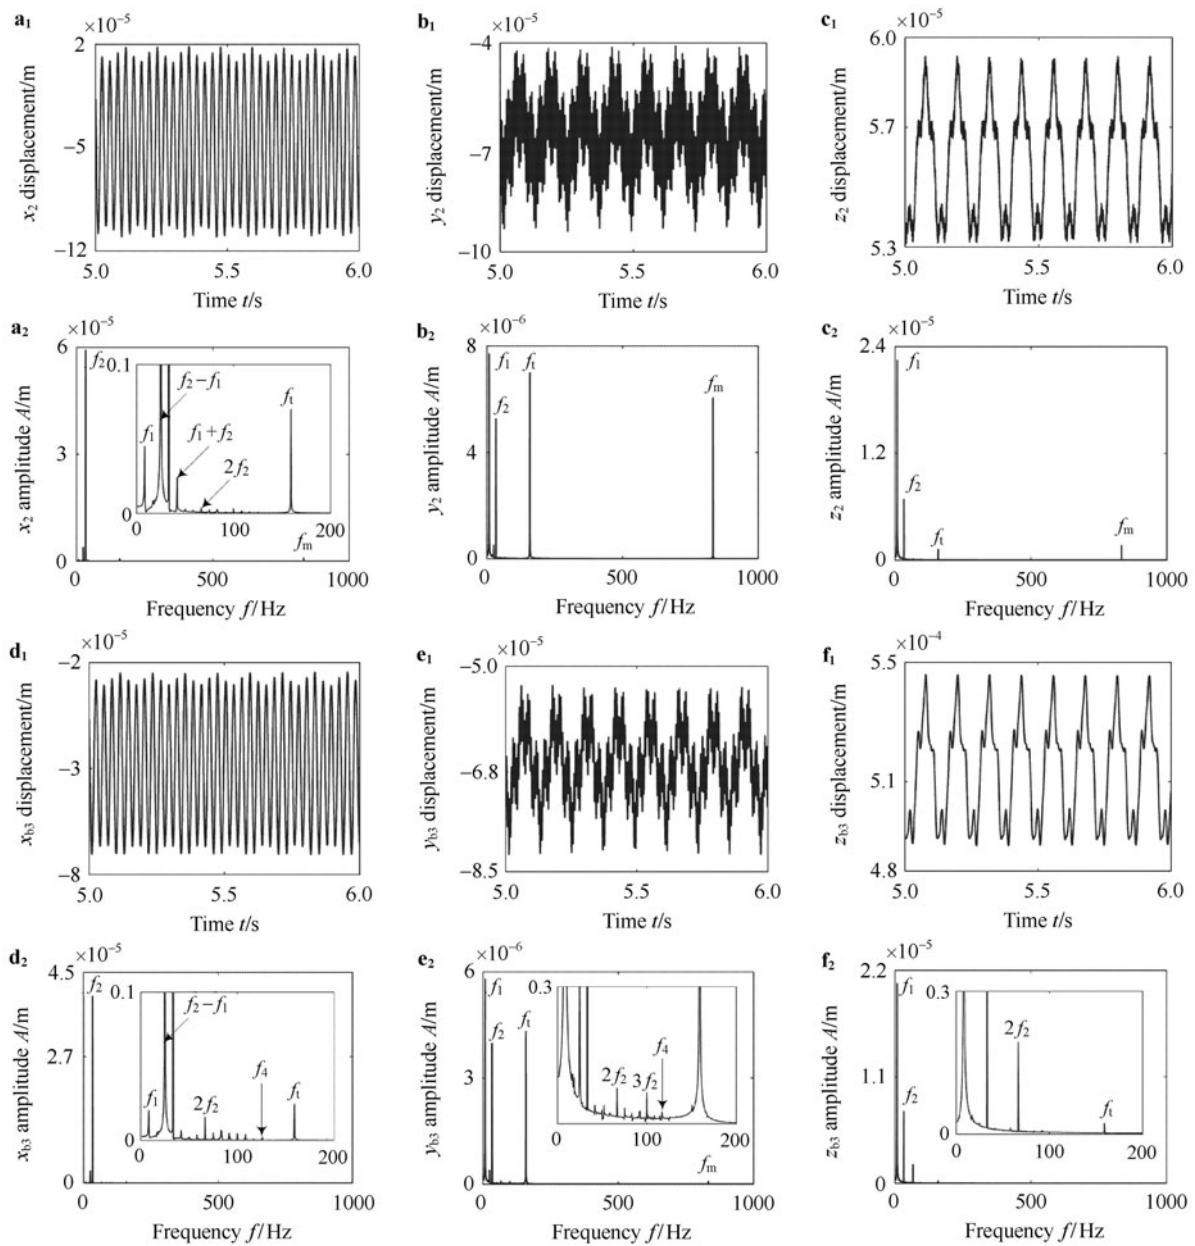 a₁ ×10⁻⁵
2
−5
−12
x₂ displacement/m
5.0 5.5 6.0
Time t/s
b₁ ×10⁻⁵
−4
−7
−10
y₂ displacement/m
5.0 5.5 6.0
Time t/s
c₁ ×10⁻⁵
6.0
5.7
5.3
z₂ displacement/m
5.0 5.5 6.0
Time t/s
a₂ ×10⁻⁵
6
3
0
x₂ amplitude A/m
f₂
0.1
0
f₂−f₁
f₁
f₁+f₂
2f₂
fₜ
0 100 200
fₘ
0 500 1000
Frequency f/Hz
b₂ ×10⁻⁶
8
4
0
y₂ amplitude A/m
f₁ fₜ
f₂
fₘ
0 500 1000
Frequency f/Hz
c₂ ×10⁻⁵
2.4
1.2
0
z₂ amplitude A/m
f₁
f₂
fₜ
fₘ
0 500 1000
Frequency f/Hz
d₁ ×10⁻⁵
−2
−3
−8
x_b3 displacement/m
5.0 5.5 6.0
Time t/s
e₁ ×10⁻⁵
−5.0
−6.8
−8.5
y_b3 displacement/m
5.0 5.5 6.0
Time t/s
f₁ ×10⁻⁴
5.5
5.1
4.8
z_b3 displacement/m
5.0 5.5 6.0
Time t/s
d₂ ×10⁻⁵
4.5
2.7
0
x_b3 amplitude A/m
f₂
0.1
0
f₂−f₁
f₁
2f₂
f₄
fₜ
0 100 200
0 500 1000
Frequency f/Hz
e₂ ×10⁻⁶
6
3
0
y_b3 amplitude A/m
f₁
f₂
fₜ
0.3
2f₂
3f₂
f₄
0 100 200
fₘ
0 500 1000
Frequency f/Hz
f₂ ×10⁻⁵
2.2
1.1
0
z_b3 amplitude A/m
f₁
f₂
0.3
0
2f₂
fₜ
0 100 200
0 500 1000
Frequency f/Hz